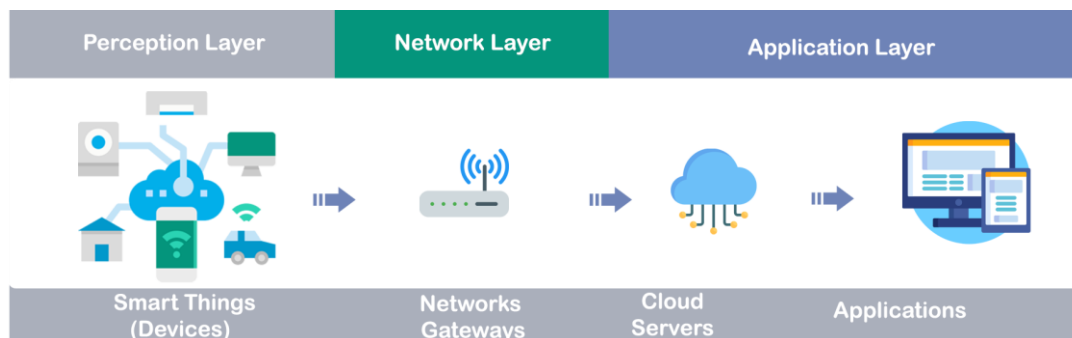 Perception Layer
Network Layer
Application Layer
Smart Things
(Devices)
Networks
Gateways
Cloud
Servers
Applications